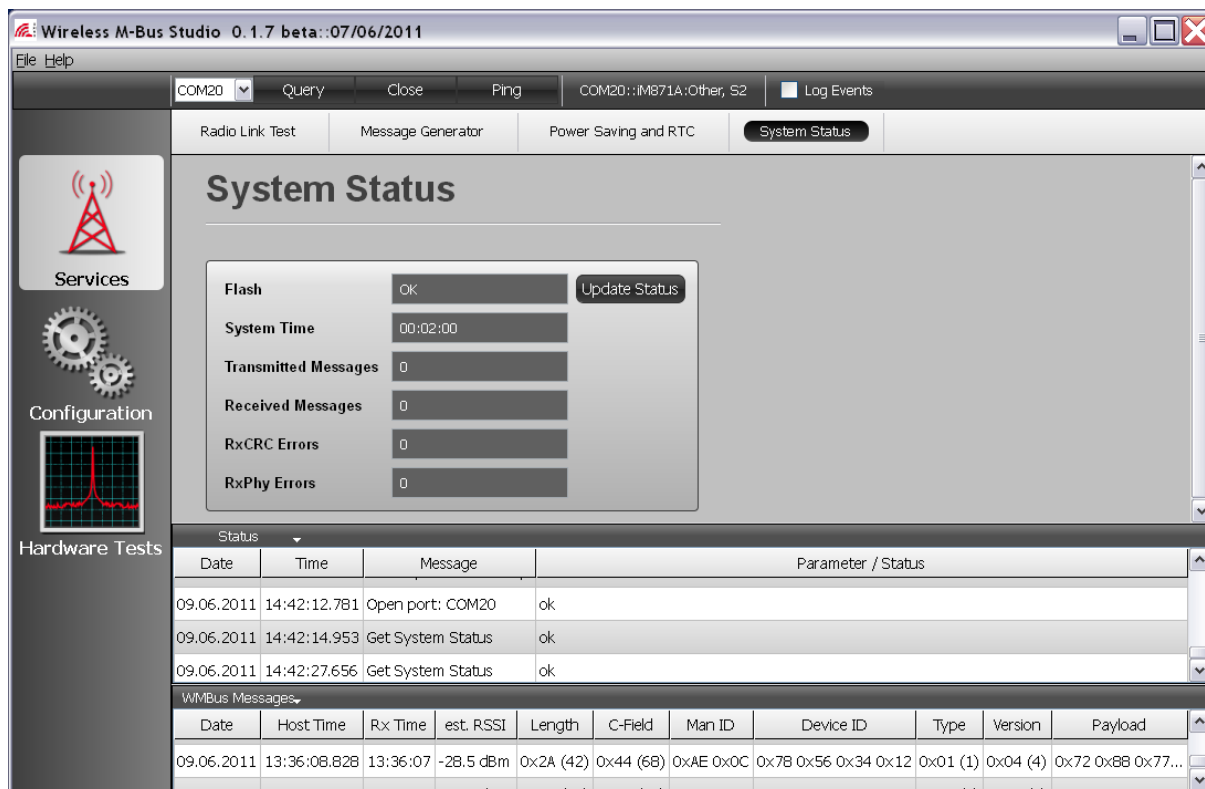 Wireless M-Bus Studio 0.1.7 beta::07/06/2011
File Help
COM20 Query Close Ping COM20::iM871A:Other, S2 Log Events
Radio Link Test Message Generator Power Saving and RTC System Status
Services
Configuration
Hardware Tests
System Status
Flash OK Update Status
System Time 00:02:00
Transmitted Messages 0
Received Messages 0
RxCRC Errors 0
RxPhy Errors 0
Status
Date Time Message Parameter / Status
09.06.2011 14:42:12.781 Open port: COM20 ok
09.06.2011 14:42:14.953 Get System Status ok
09.06.2011 14:42:27.656 Get System Status ok
WMBus Messages
Date Host Time Rx Time est. RSSI Length C-Field Man ID Device ID Type Version Payload
09.06.2011 13:36:08.828 13:36:07 -28.5 dBm 0x2A (42) 0x44 (68) 0xAE 0x0C 0x78 0x56 0x34 0x12 0x01 (1) 0x04 (4) 0x72 0x88 0x77...